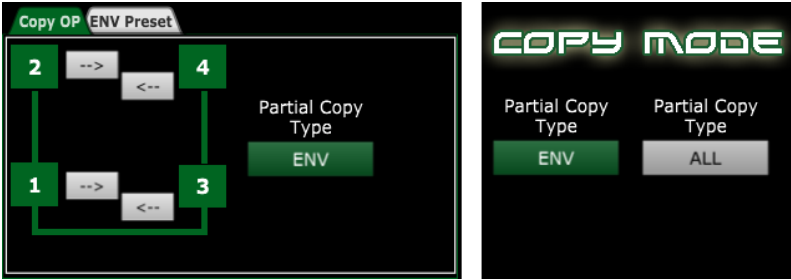 Copy OP ENV Preset
2 --> 4
<--
Partial Copy
Type
ENV
1 --> 3
<--
COPY MODE
Partial Copy
Type
ENV
Partial Copy
Type
ALL